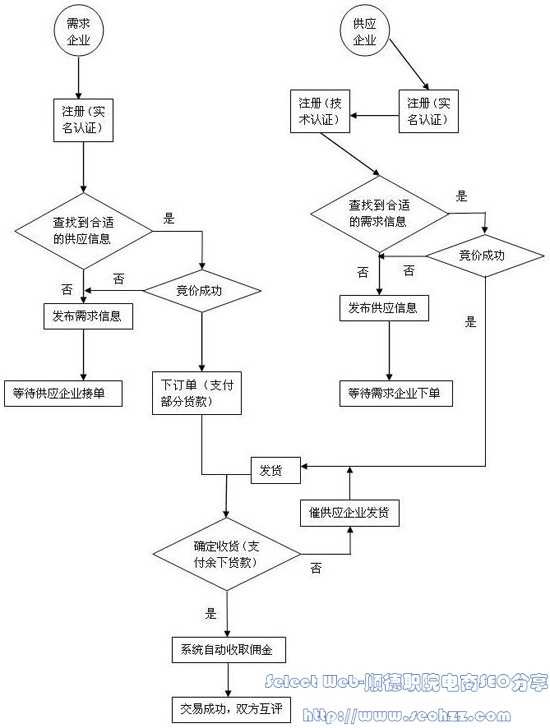 需求
企业
供应
企业
注册(实
名认证)
注册(技
术认证)
注册(实
名认证)
查找到合适
的供应信息
是
查找到合适
的需求信息
是
竟价成功
否
否
竞价成功
否
否
发布需求信息
发布供应信息
是
等待供应企业接单
下订单(支付
部分货款)
等待需求企业下单
发货
催供应企业发货
确定收货(支
付余下货款)
否
是
系统自动收取佣金
交易成功,双方互评
Select Web-顺德职院电商SEO分享
http://www.seohzz.com